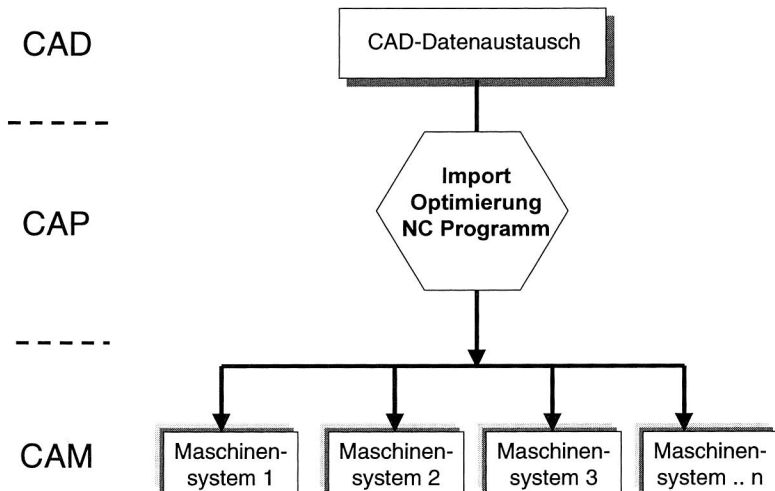 CAD
CAD-Datenaustausch
CAP
Import
Optimierung
NC Programm
CAM
Maschinen-
system 1
Maschinen-
system 2
Maschinen-
system 3
Maschinen-
system .. n